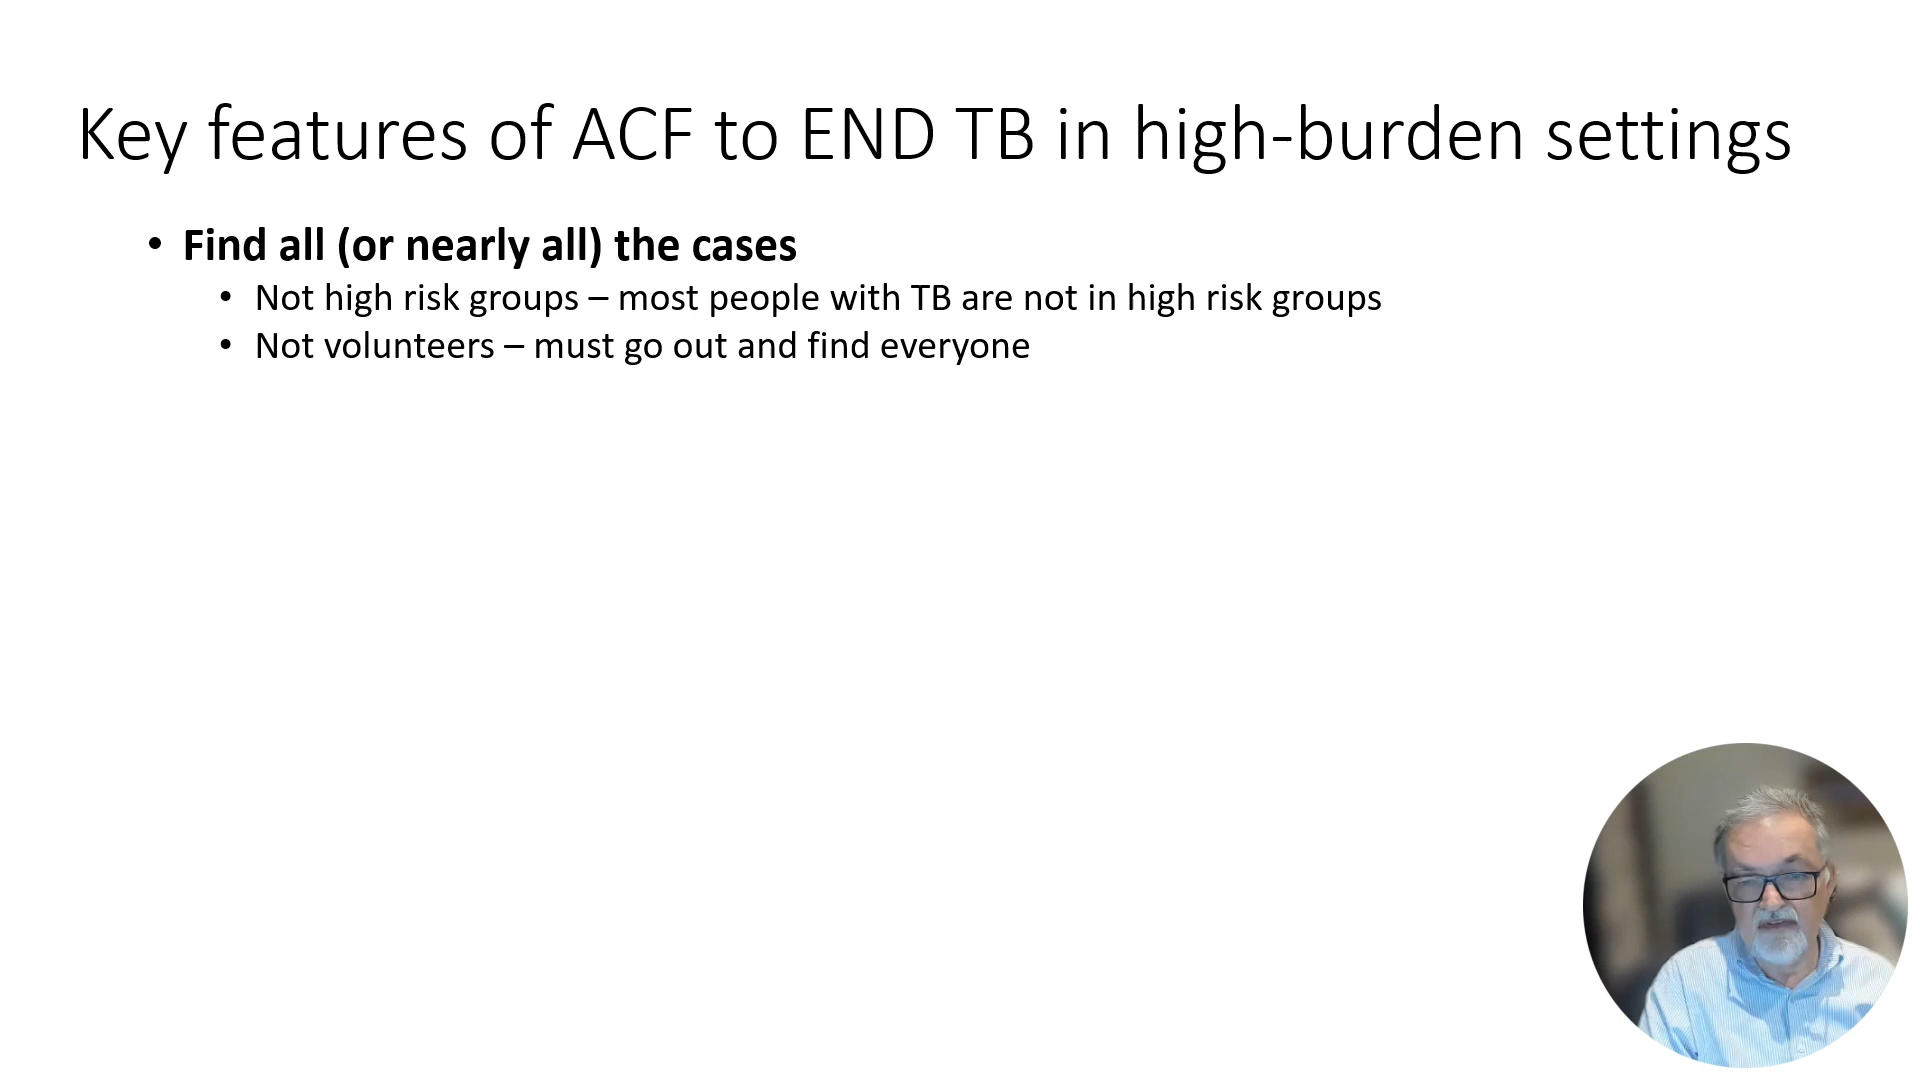 Key features of ACF to END TB in high-burden settings
• Find all (or nearly all) the cases
• Not high risk groups – most people with TB are not in high risk groups
• Not volunteers – must go out and find everyone